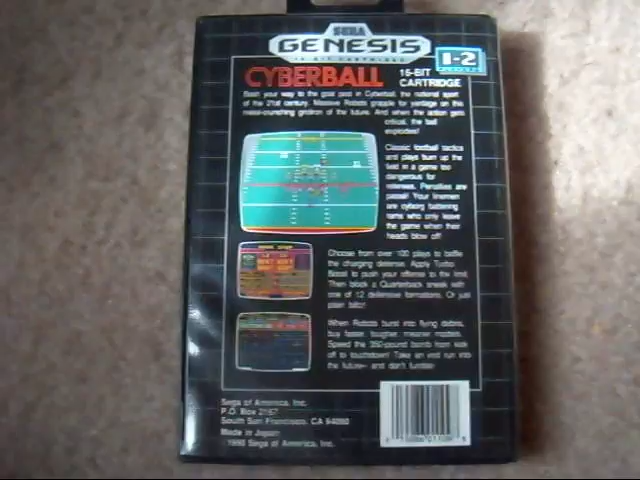 SEGA
GENESIS
16-BIT CARTRIDGE
1-2
CYBERBALL
16-BIT
CARTRIDGE
Bash your way to the goal post in Cyberball, the national sport
of the 21st century. Massive Robots grapple for yardage on this
metal-crunching gridiron of the future. And when the action gets
critical, the ball
explodes!
Classic football tactics
and plays burn up the
field in a game too
dangerous for
referees. Penalties are
passé! Your linemen
are cyborg battering
rams who only leave
the game when their
heads blow off!
Choose from over 100 plays to baffle
the charging defense. Apply Turbo
Boost to push your offense to the limit.
Then block a Quarterback sneak with
one of 12 defensive formations. Or just
plain blitz!
When Robots burst into flying debris,
buy faster, tougher, meaner models.
Speed the 350-pound bomb from kick
off to touchdown! Take an end run into
the future- and don't fumble!
Sega of America, Inc.
P.O. Box 2167
South San Francisco, CA 94080
Made in Japan
1990 Sega of America, Inc.